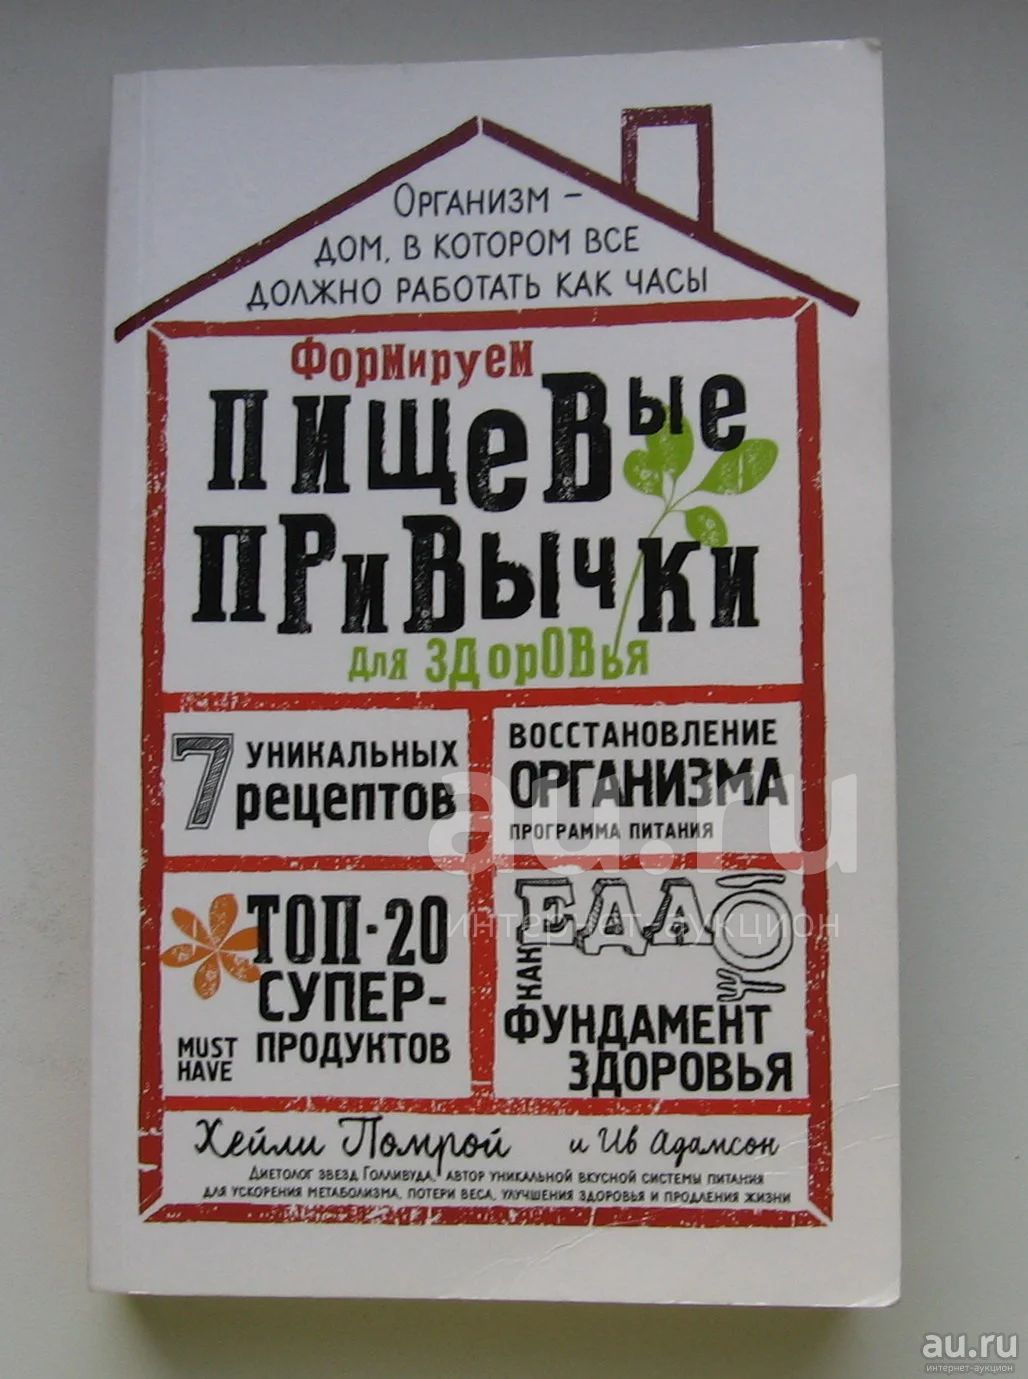 Организм –
дом, в котором все
должно работать как часы
Формируем
пищевые
привычки
для здоровья
7 уникальных
рецептов
восстановление
организма
программа питания
ТОП-20
СУПЕР-
ПРОДУКТОВ
MUST
HAVE
КАК ЕДА
ФУНДАМЕНТ
ЗДОРОВЬЯ
Хейли Помрой и Ив Адамсон
Диетолог звезд Голливуда, автор уникальной вкусной системы питания
для ускорения метаболизма, потери веса, улучшения здоровья и продления жизни
au.ru
интернет-аукцион
au.ru
интернет-аукцион